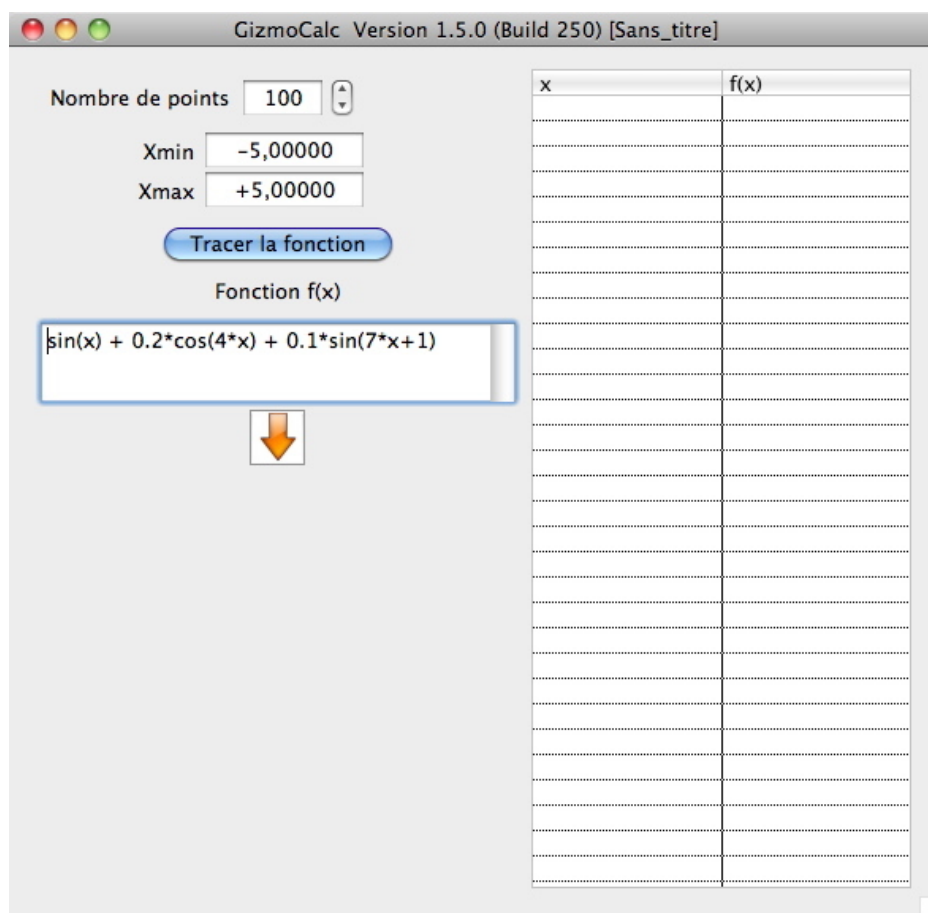 GizmoCalc Version 1.5.0 (Build 250) [Sans_titre]
Nombre de points 100
Xmin -5,00000
Xmax +5,00000
Tracer la fonction
Fonction f(x)
sin(x) + 0.2*cos(4*x) + 0.1*sin(7*x+1)
x f(x)